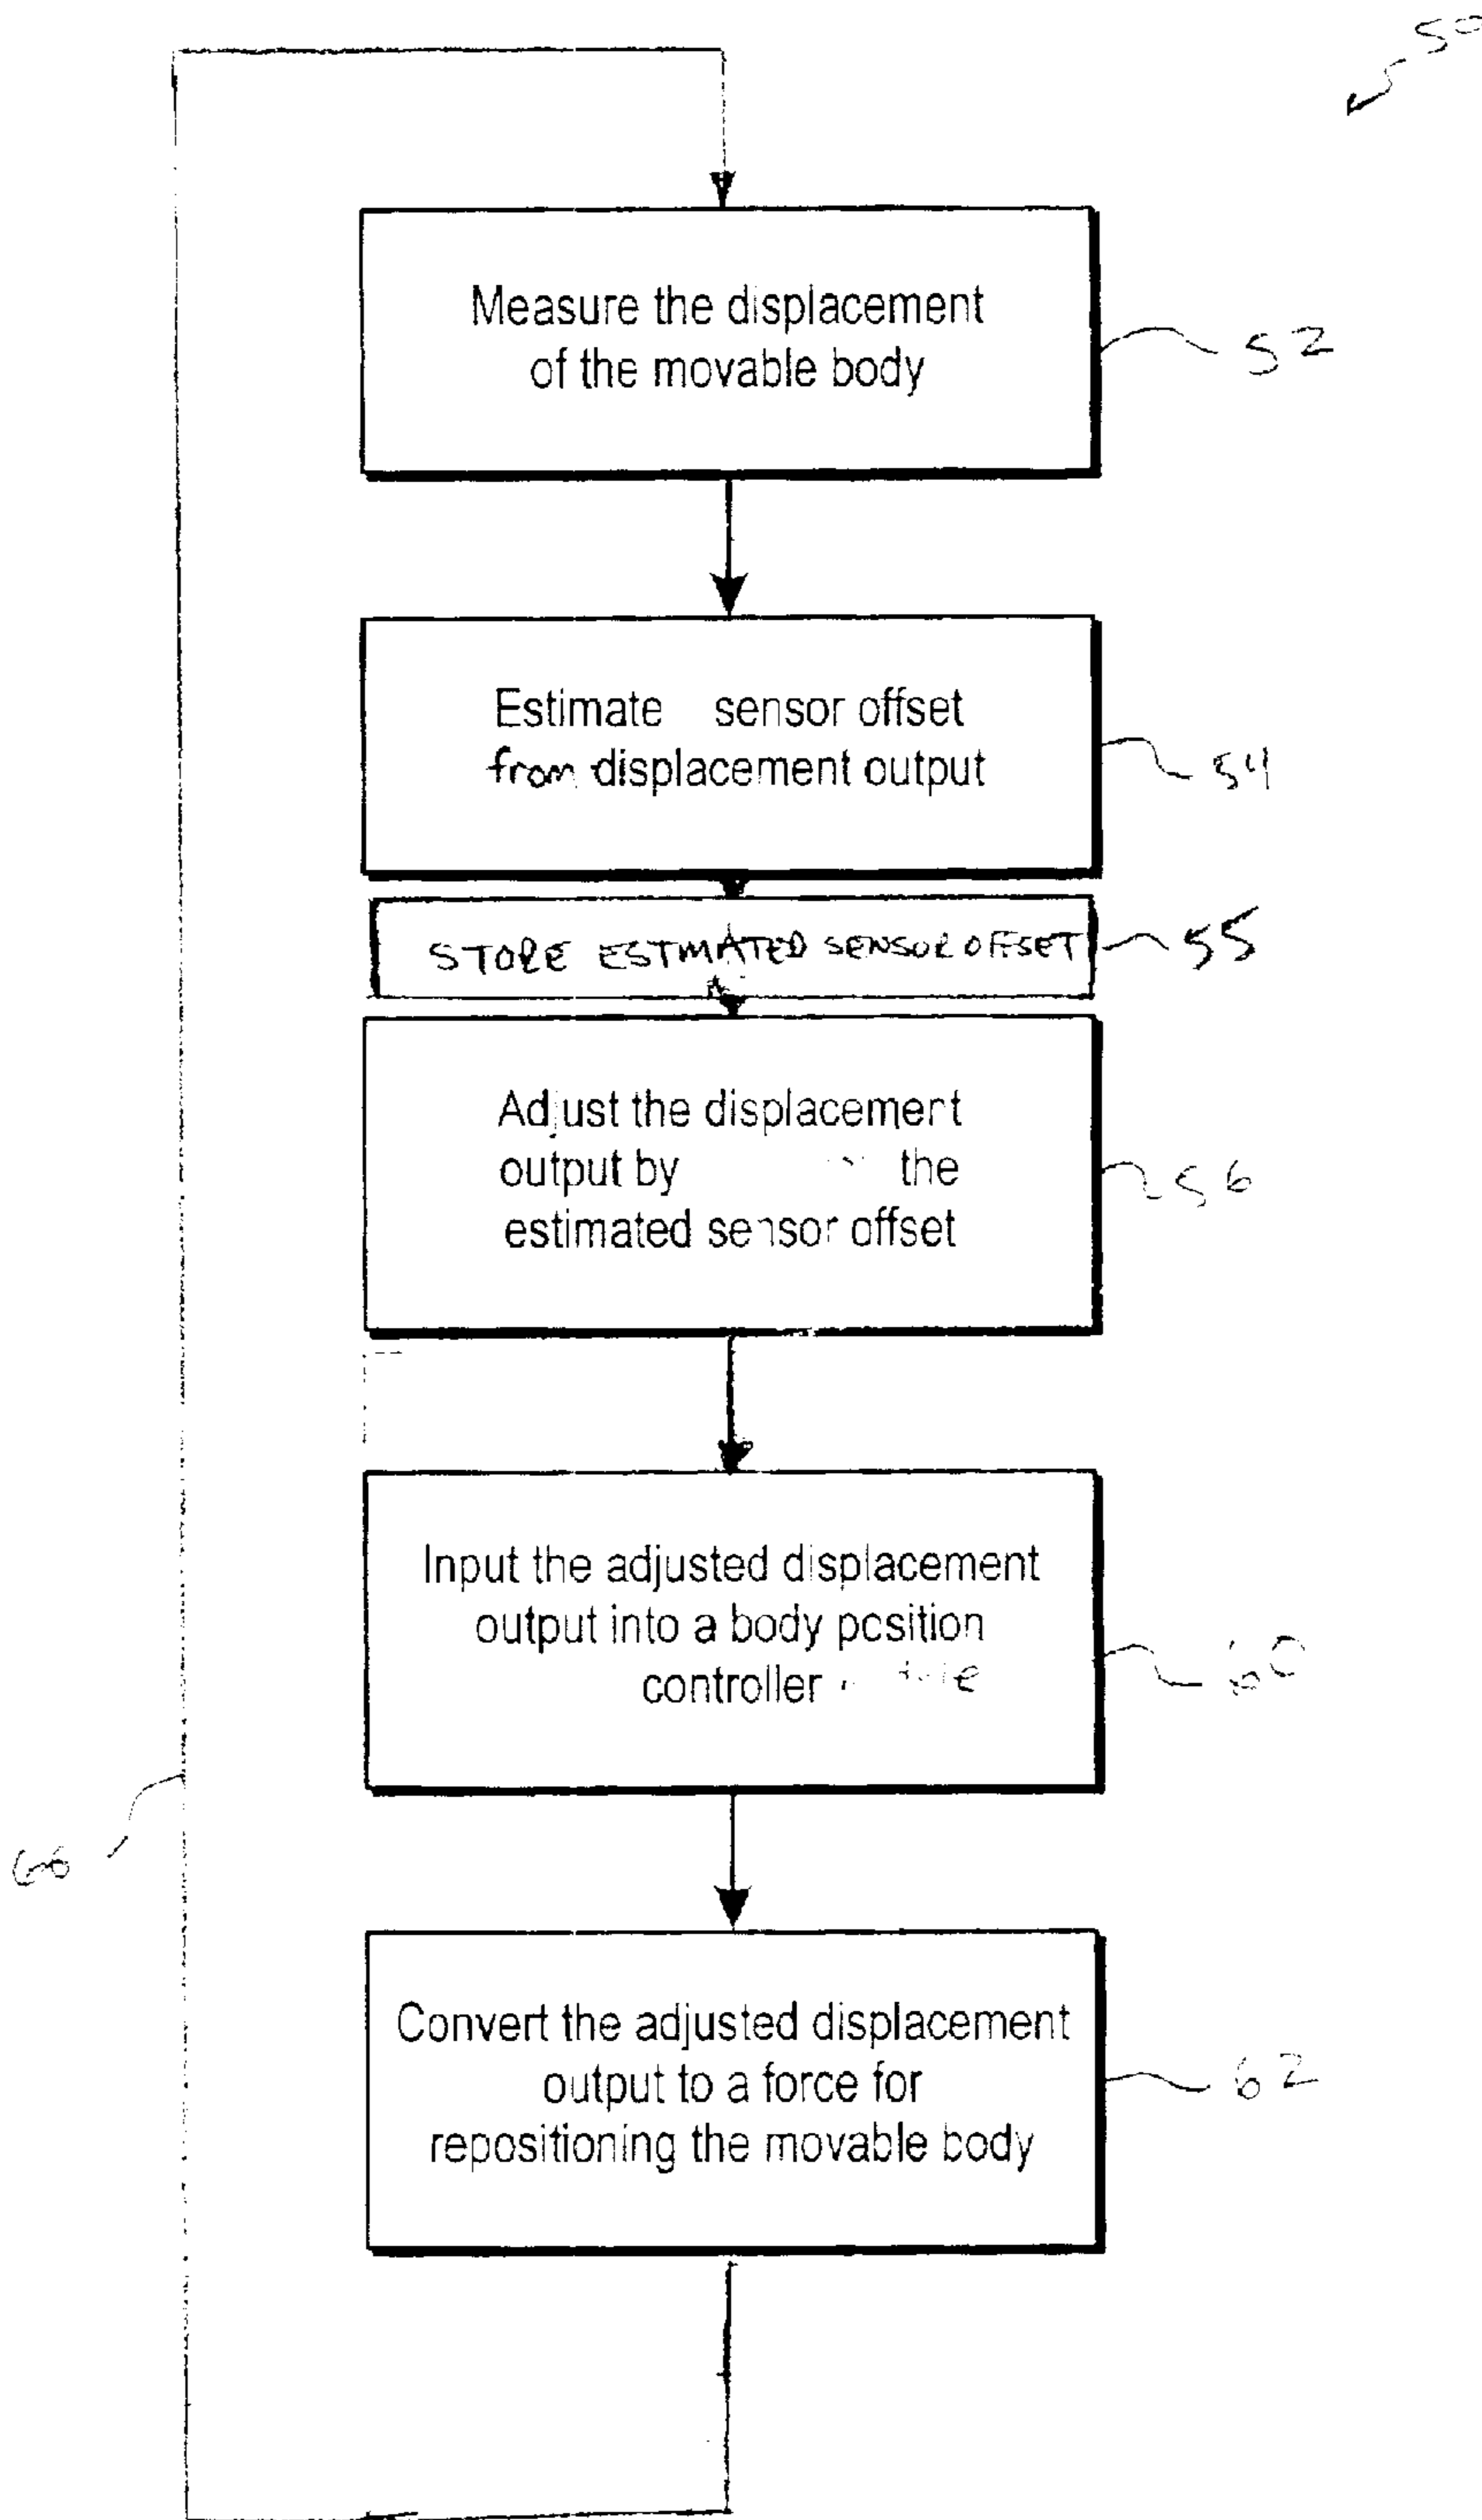 50
Measure the displacement
of the movable body
52
Estimate sensor offset
from displacement output
54
STORE ESTMATED SENSOR OFFSET
55
Adjust the displacement
output by the
estimated sensor offset
56
Input the adjusted displacement
output into a body position
controller
60
66
Convert the adjusted displacement
output to a force for
repositioning the movable body
62